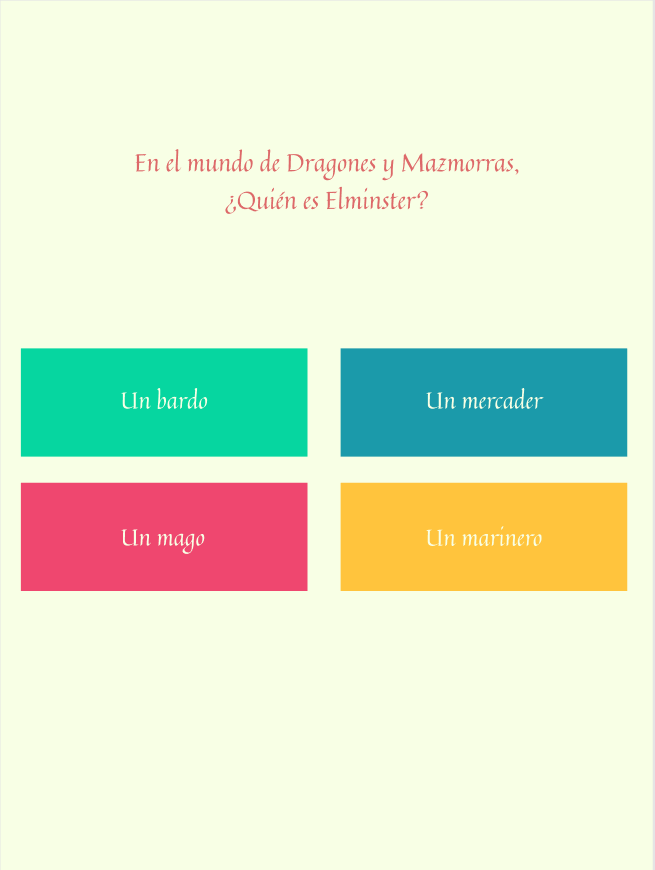 En el mundo de Dragones y Mazmorras,
¿Quién es Elminster?
Un bardo
Un mercader
Un mago
Un marinero